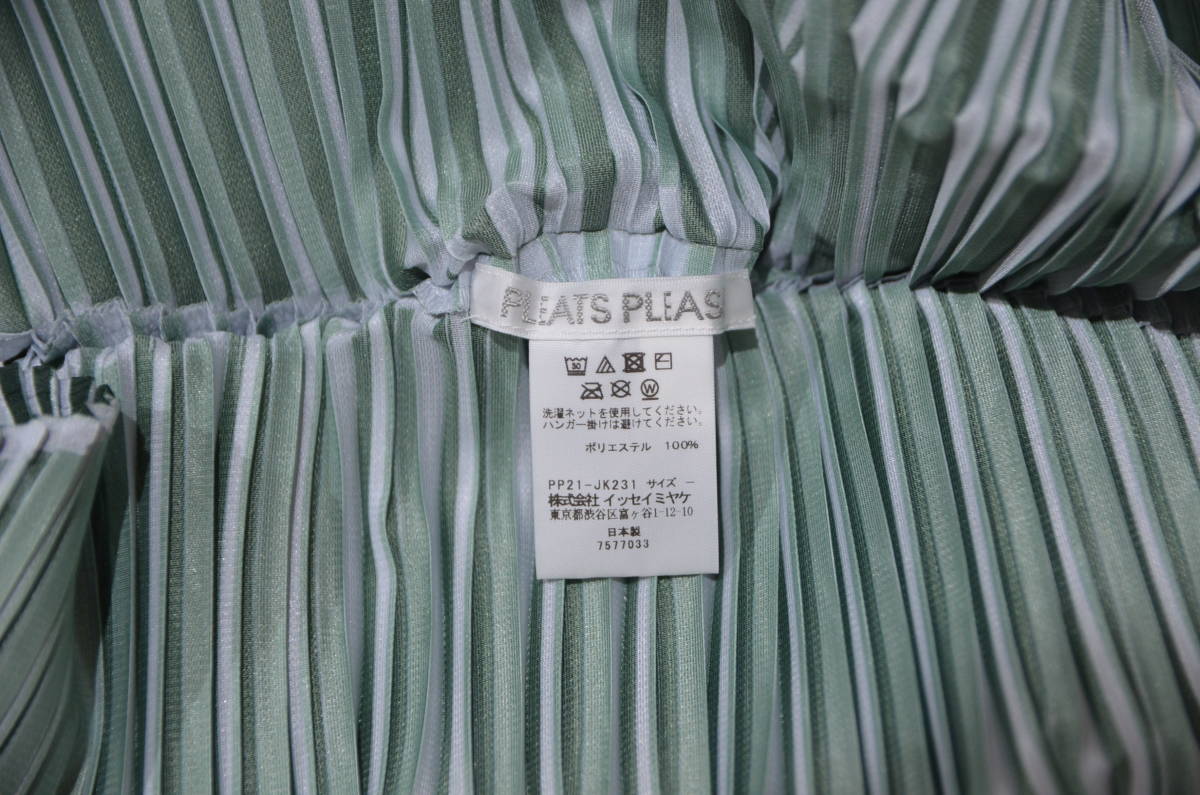 PLEATS PLEAS
30
W
洗濯ネットを使用してください。
ハンガー掛けは避けてください。
ポリエステル 100%
PP21-JK231 サイズ ー
株式会社 イッセイミヤケ
東京都渋谷区富ヶ谷1-12-10
日本製
7577033